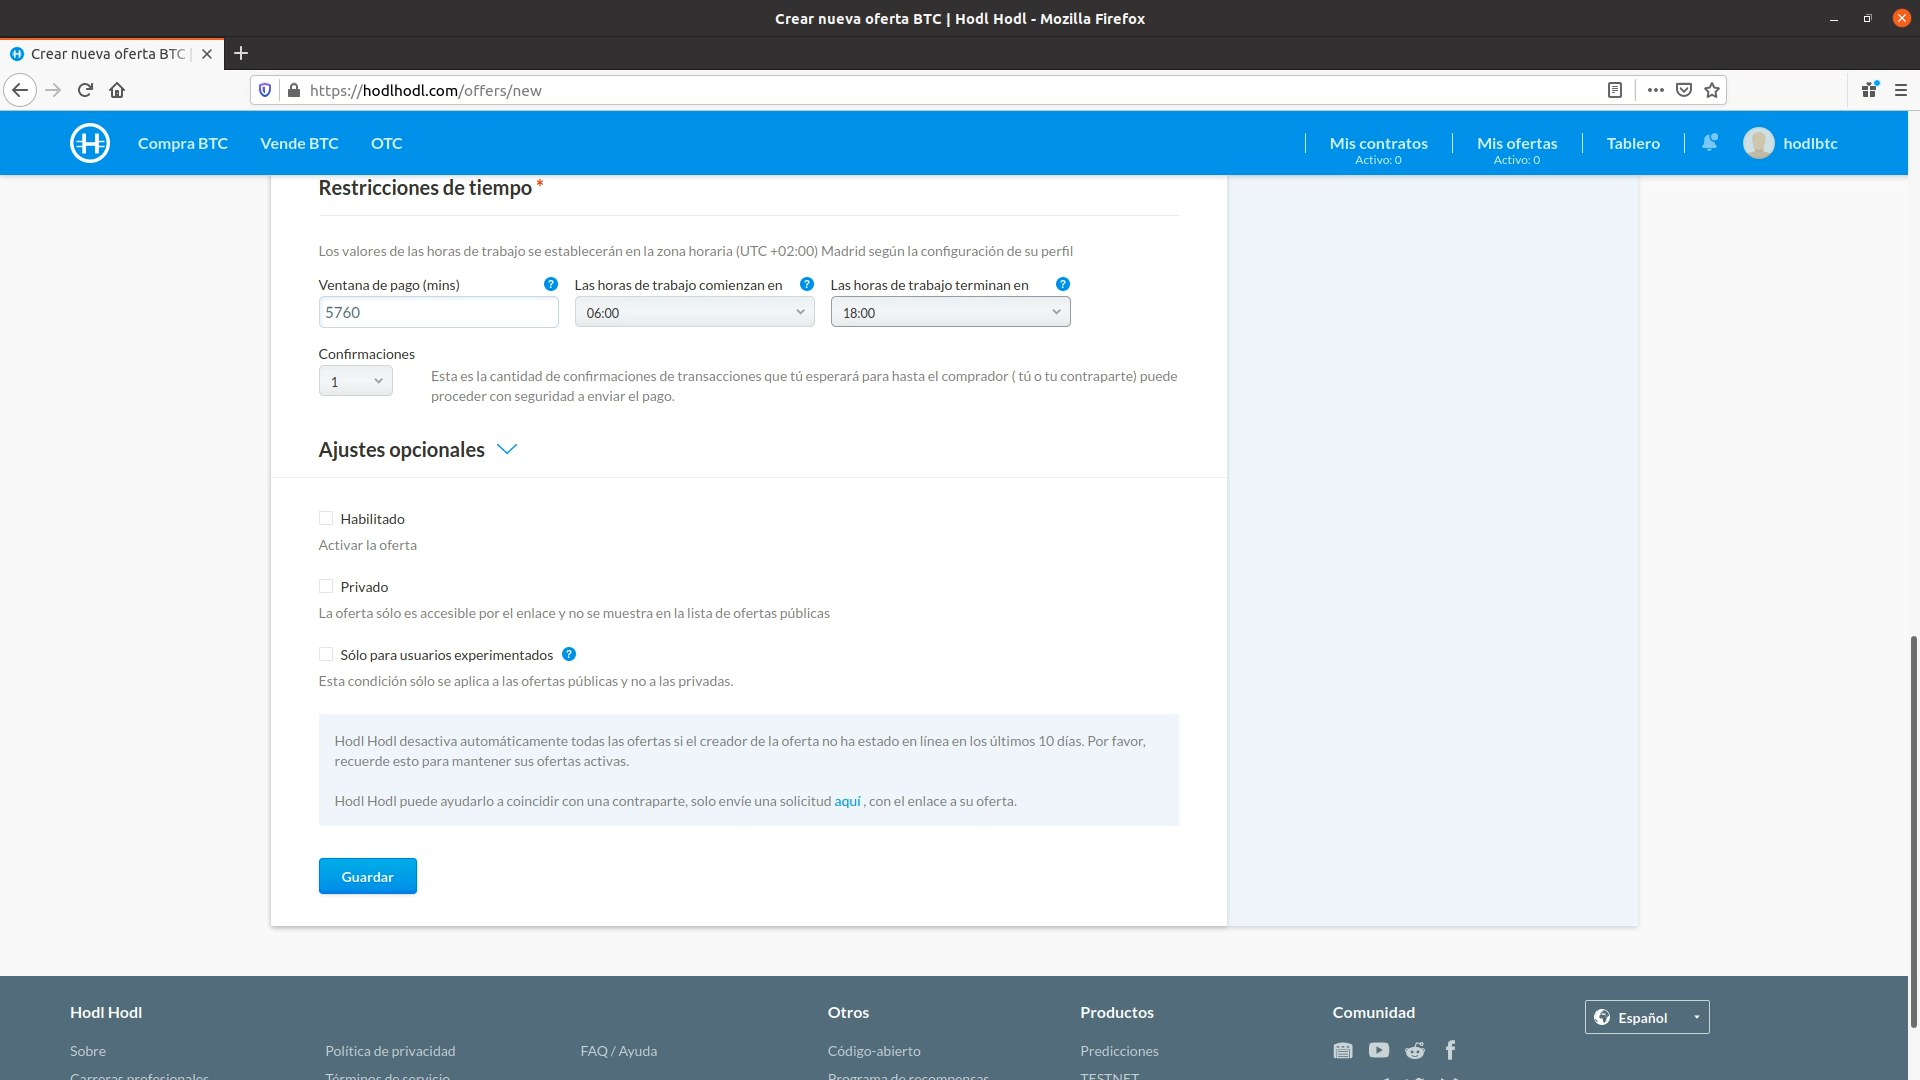 Crear nueva oferta BTC | Hodl Hodl - Mozilla Firefox
Crear nueva oferta BTC |
https://hodlhodl.com/offers/new
Compra BTC
Vende BTC
OTC
Mis contratos
Activo: 0
Mis ofertas
Activo: 0
Tablero
hodlbtc
Restricciones de tiempo *
Los valores de las horas de trabajo se establecerán en la zona horaria (UTC +02:00) Madrid según la configuración de su perfil
Ventana de pago (mins) ?
Las horas de trabajo comienzan en ?
Las horas de trabajo terminan en ?
5760
06:00
18:00
Confirmaciones
1
Esta es la cantidad de confirmaciones de transacciones que tú esperará para hasta el comprador ( tú o tu contraparte) puede
proceder con seguridad a enviar el pago.
Ajustes opcionales
Habilitado
Activar la oferta
Privado
La oferta sólo es accesible por el enlace y no se muestra en la lista de ofertas públicas
Sólo para usuarios experimentados ?
Esta condición sólo se aplica a las ofertas públicas y no a las privadas.
Hodl Hodl desactiva automáticamente todas las ofertas si el creador de la oferta no ha estado en línea en los últimos 10 días. Por favor,
recuerde esto para mantener sus ofertas activas.
Hodl Hodl puede ayudarlo a coincidir con una contraparte, solo envíe una solicitud aquí , con el enlace a su oferta.
Guardar
Hodl Hodl
Otros
Productos
Comunidad
Español
Sobre
Política de privacidad
FAQ / Ayuda
Código-abierto
Predicciones
Carreras profesionales
Términos de servicio
Programa de recompensas
TESTNET